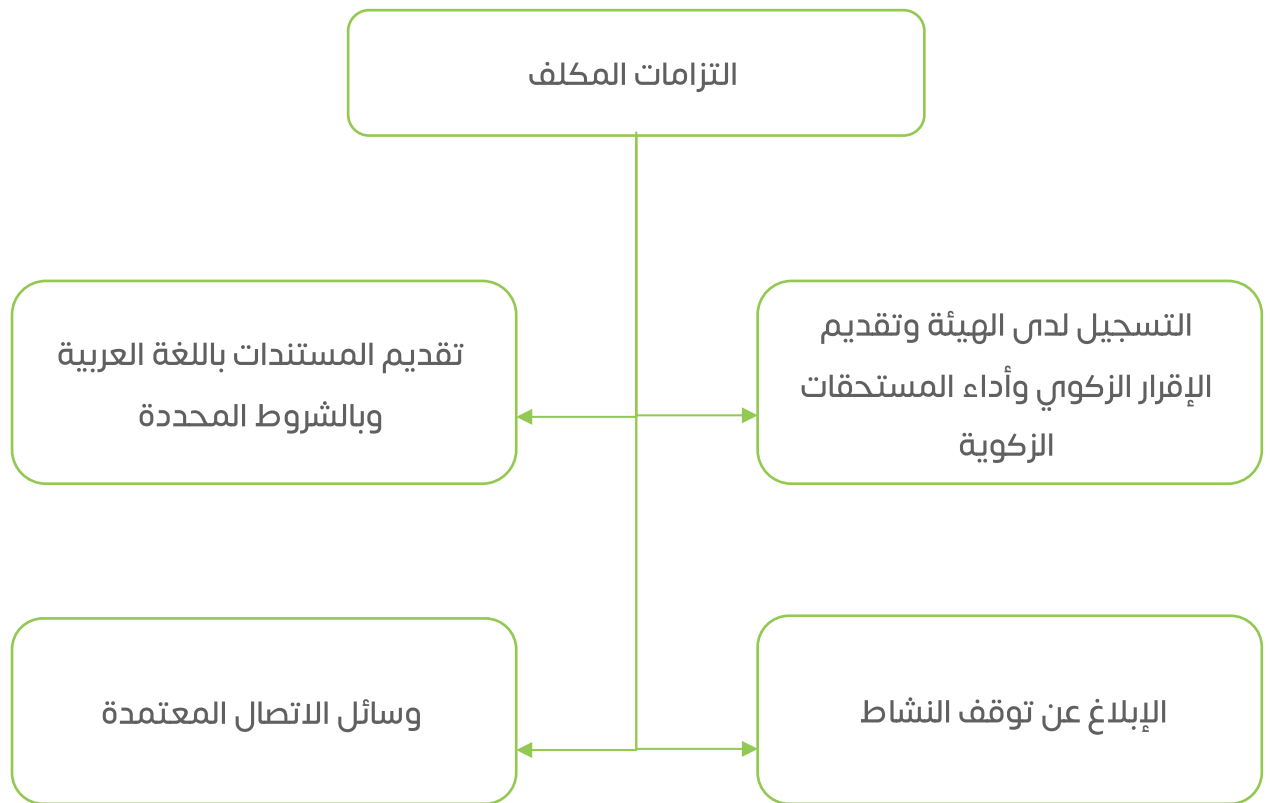 التزامات المكلف
التسجيل لدى الهيئة وتقديم
الإقرار الزكوي وأداء المستحقات
الزكوية
تقديم المستندات باللغة العربية
وبالشروط المحددة
الإبلاغ عن توقف النشاط
وسائل الاتصال المعتمدة